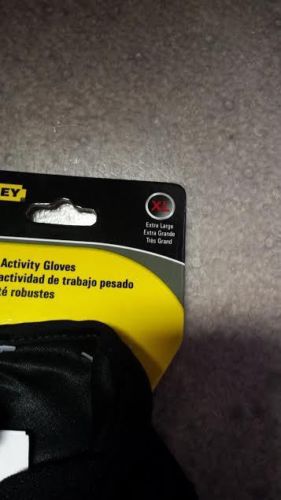 EY
XL
Extra Large
Extra Grande
Très Grand
Activity Gloves
actividad de trabajo pesado
té robustes